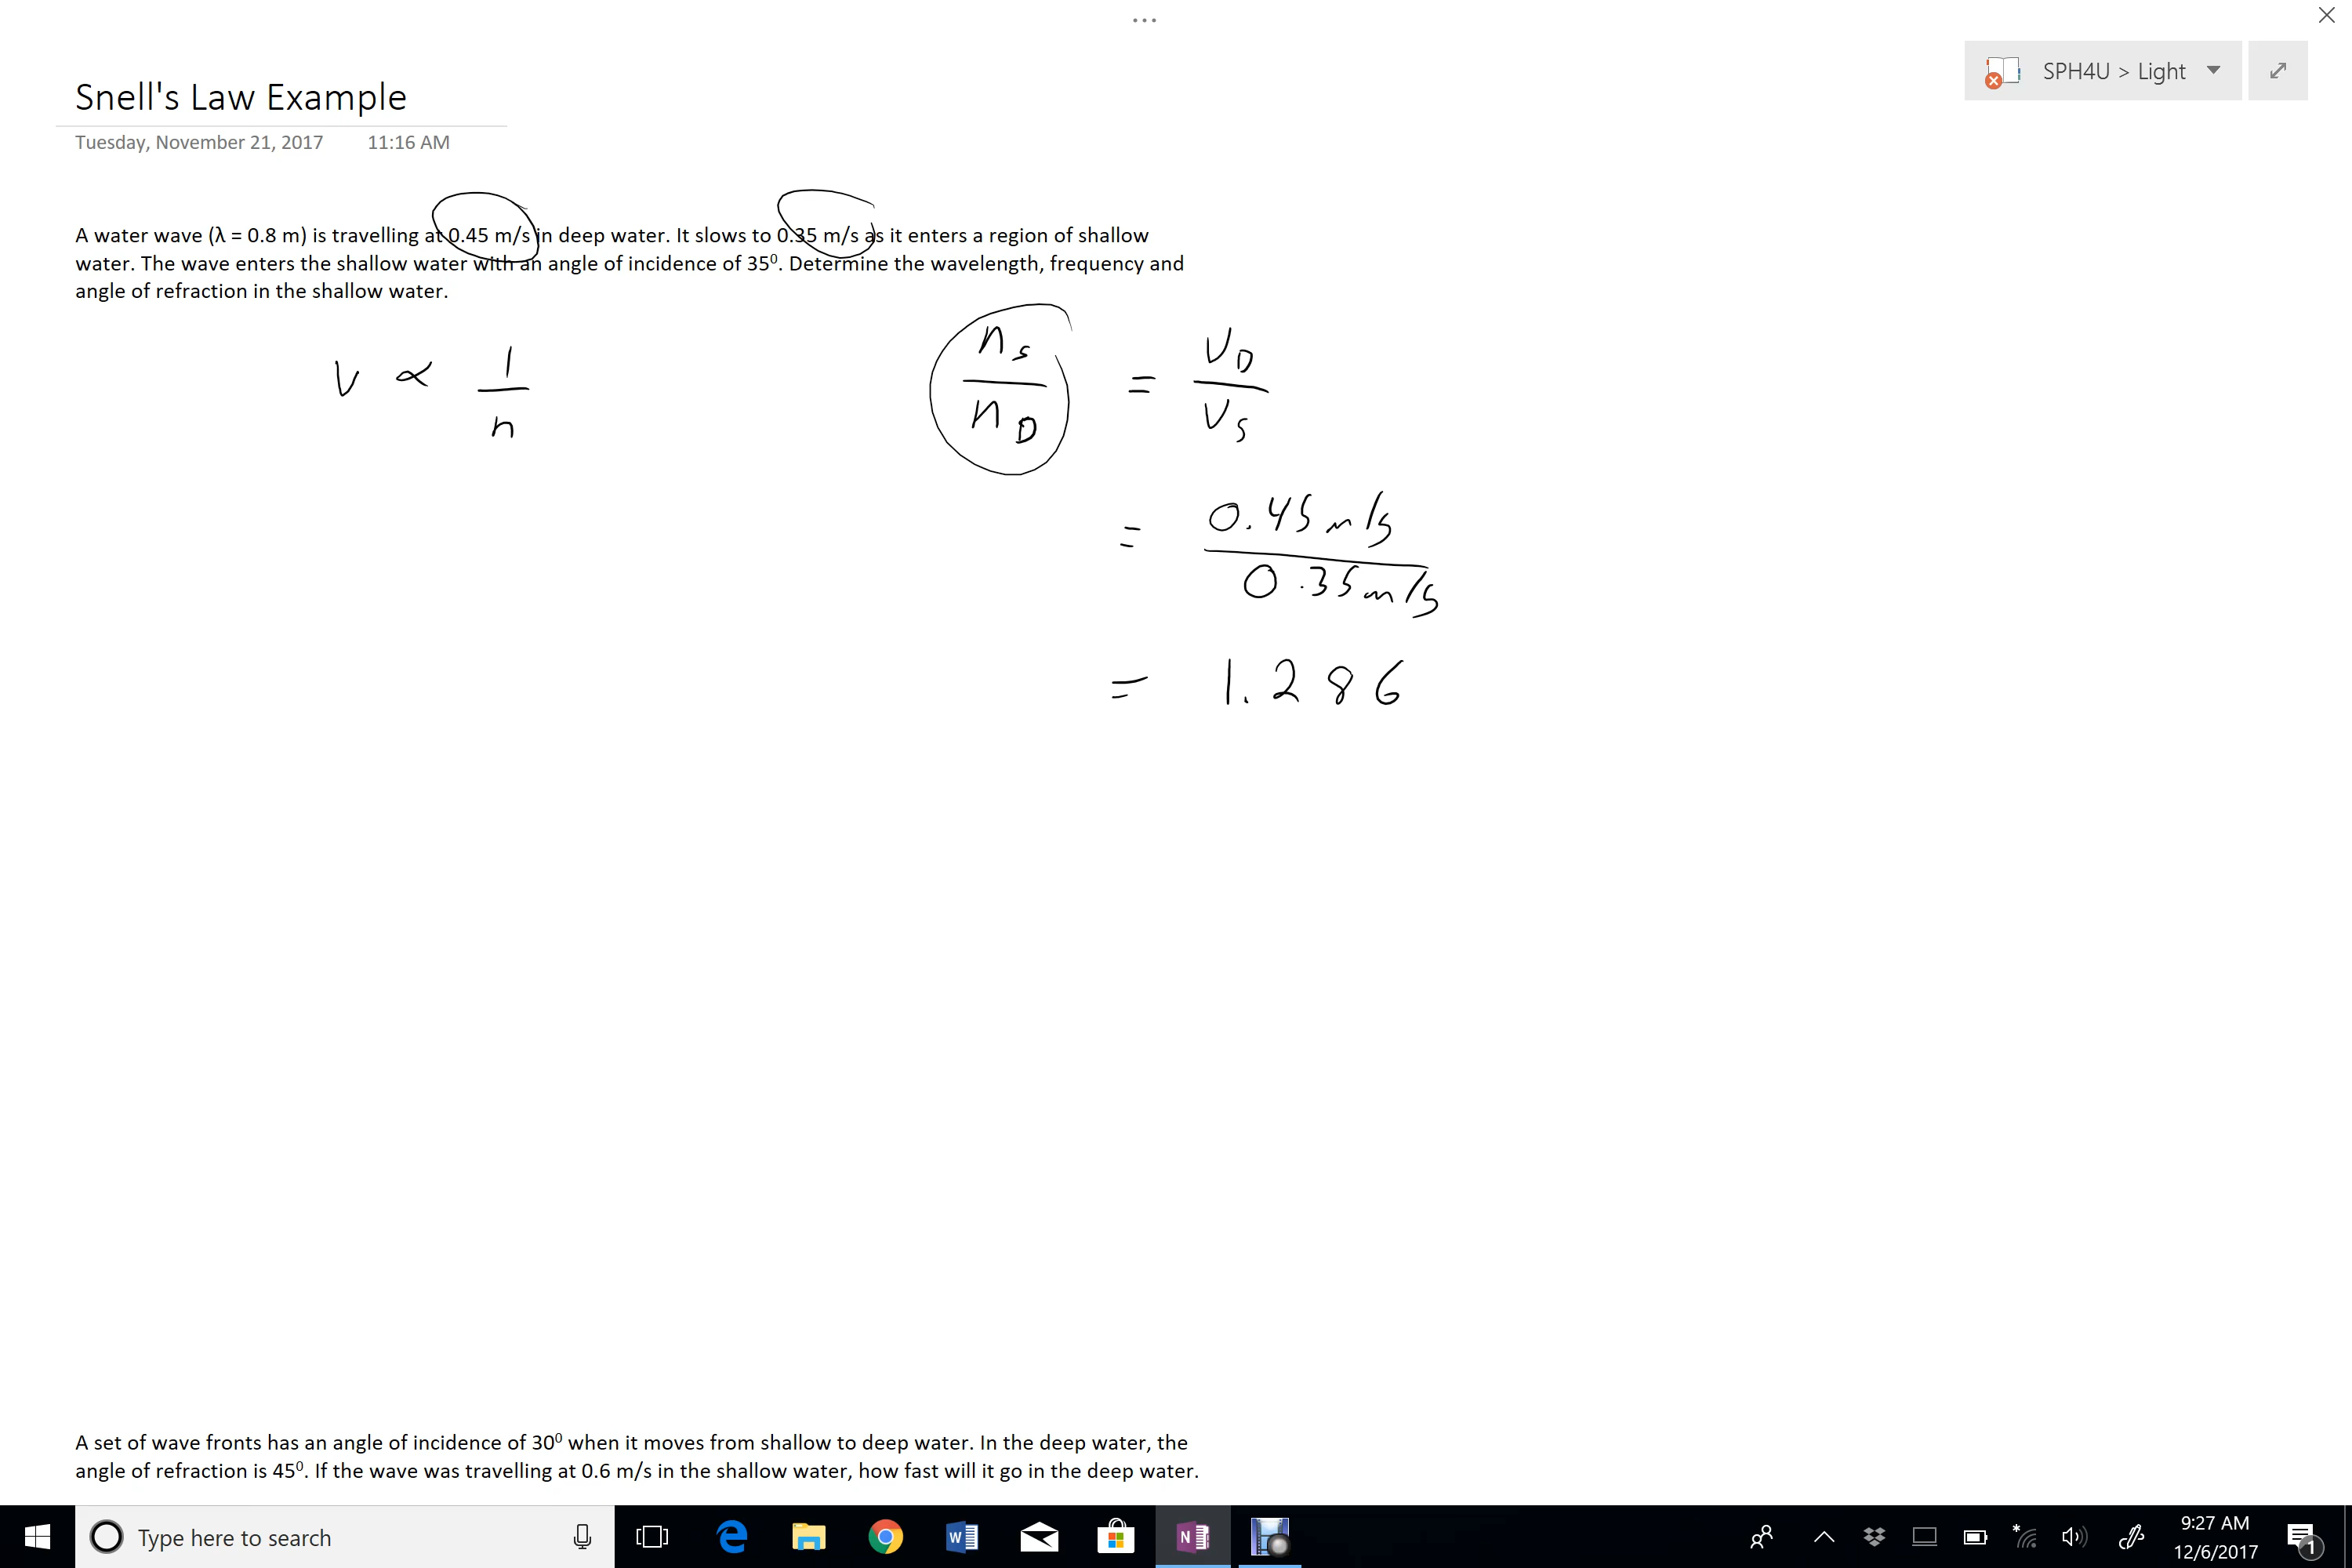 SPH4U > Light
Snell's Law Example
Tuesday, November 21, 2017 11:16 AM
A water wave (λ = 0.8 m) is travelling at 0.45 m/s in deep water. It slows to 0.35 m/s as it enters a region of shallow
water. The wave enters the shallow water with an angle of incidence of 35⁰. Determine the wavelength, frequency and
angle of refraction in the shallow water.
v ∝ 1/n
n_s/n_D = v_D/v_s
= 0.45 m/s / 0.35 m/s
= 1.286
A set of wave fronts has an angle of incidence of 30⁰ when it moves from shallow to deep water. In the deep water, the
angle of refraction is 45⁰. If the wave was travelling at 0.6 m/s in the shallow water, how fast will it go in the deep water.
Type here to search
9:27 AM
12/6/2017
1